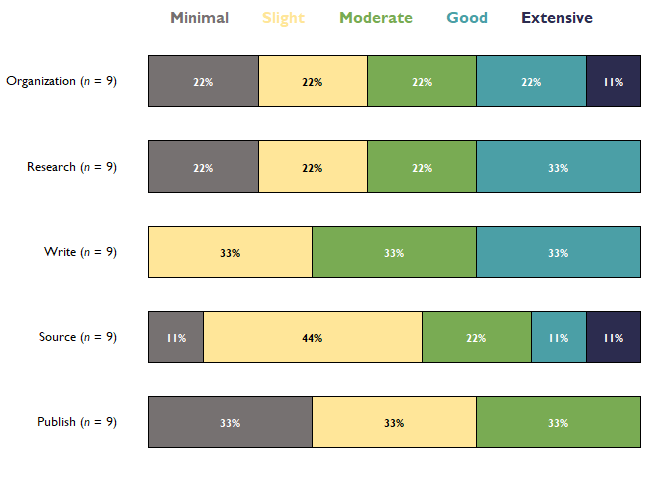 Minimal Slight Moderate Good Extensive
Organization (n = 9) 22% 22% 22% 22% 11%
Research (n = 9) 22% 22% 22% 33%
Write (n = 9) 33% 33% 33%
Source (n = 9) 11% 44% 22% 11% 11%
Publish (n = 9) 33% 33% 33%